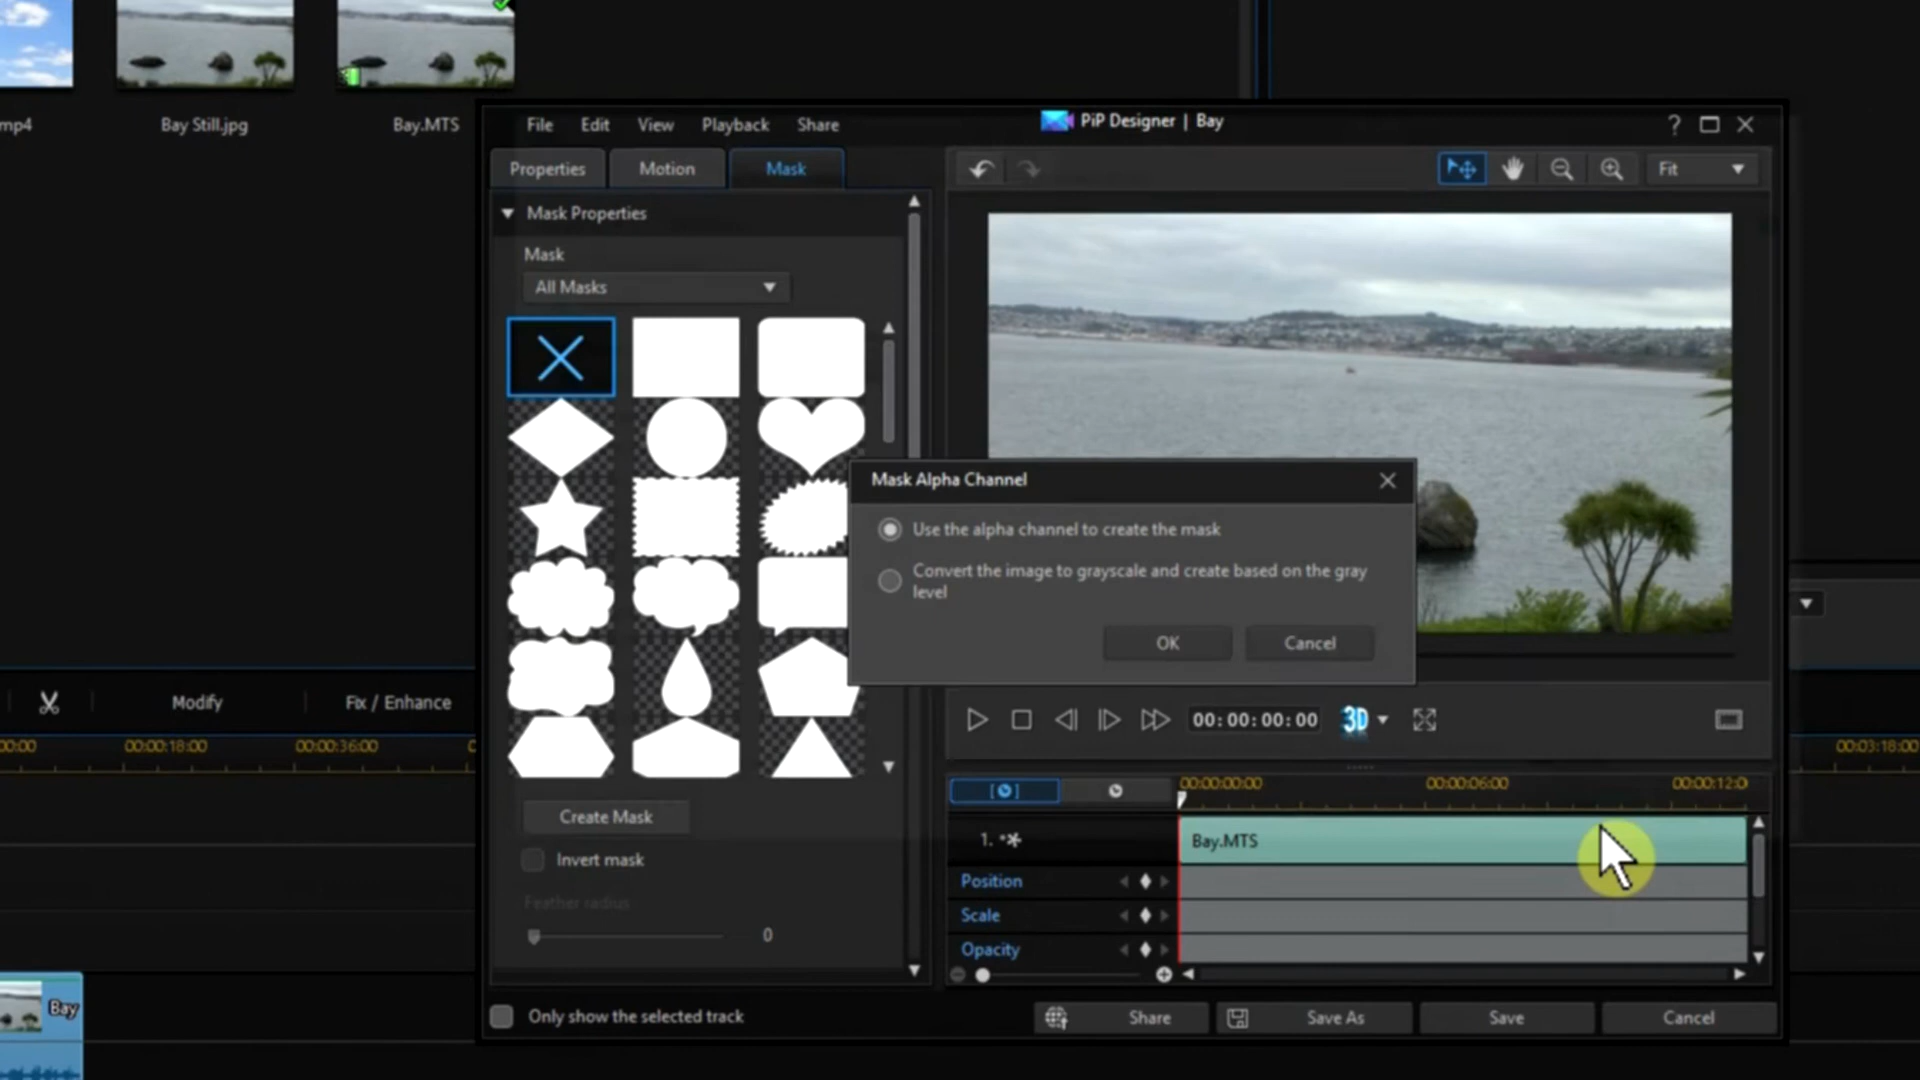 mp4
Bay Still.jpg
Bay.MTS
File
Edit
View
Playback
Share
PiP Designer | Bay
?
Properties
Motion
Mask
Fit
Mask Properties
Mask
All Masks
Mask Alpha Channel
Use the alpha channel to create the mask
Convert the image to grayscale and create based on the gray
level
OK
Cancel
Modify
Fix / Enhance
00:00:00:00
3D
00:00:18:00
00:00:36:00
00:03:18:00
00:00:00:00
00:00:06:00
Create Mask
Invert mask
Feather radius
0
1.
Bay.MTS
Position
Scale
Opacity
Bay
Only show the selected track
Share
Save As
Save
Cancel